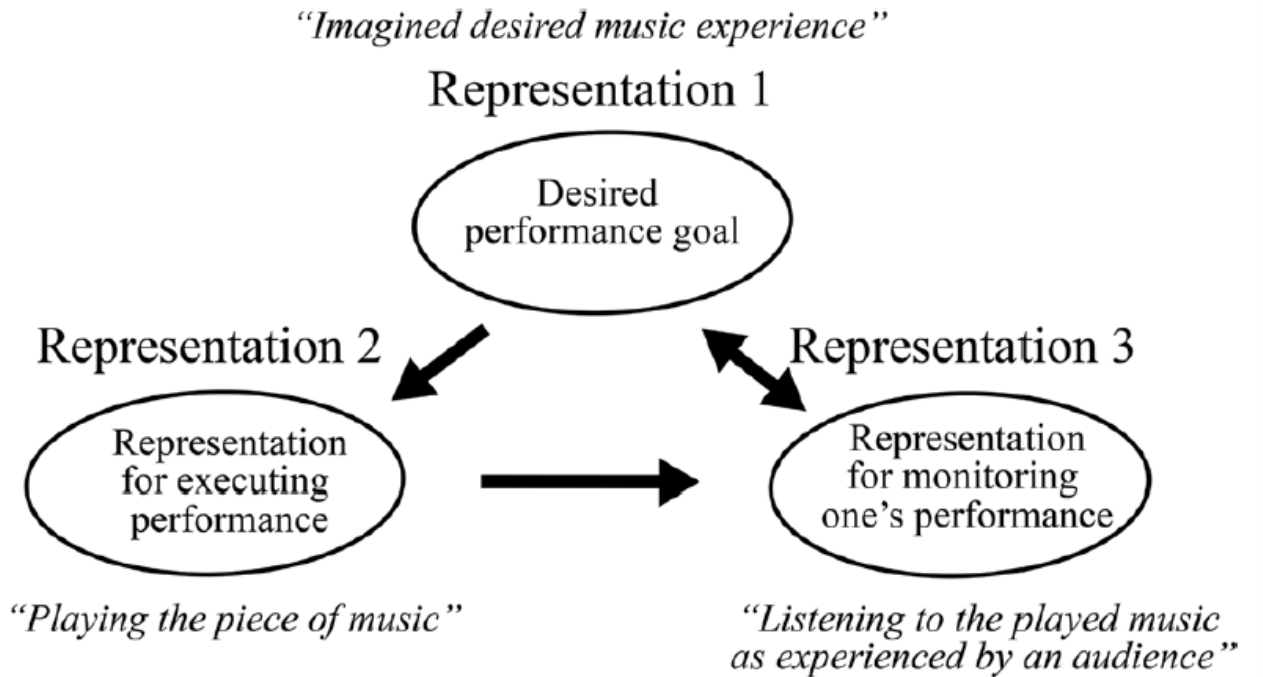 “Imagined desired music experience”
Representation 1
Desired
performance goal
Representation 2
Representation
for executing
performance
“Playing the piece of music”
Representation 3
Representation
for monitoring
one’s performance
“Listening to the played music
as experienced by an audience”